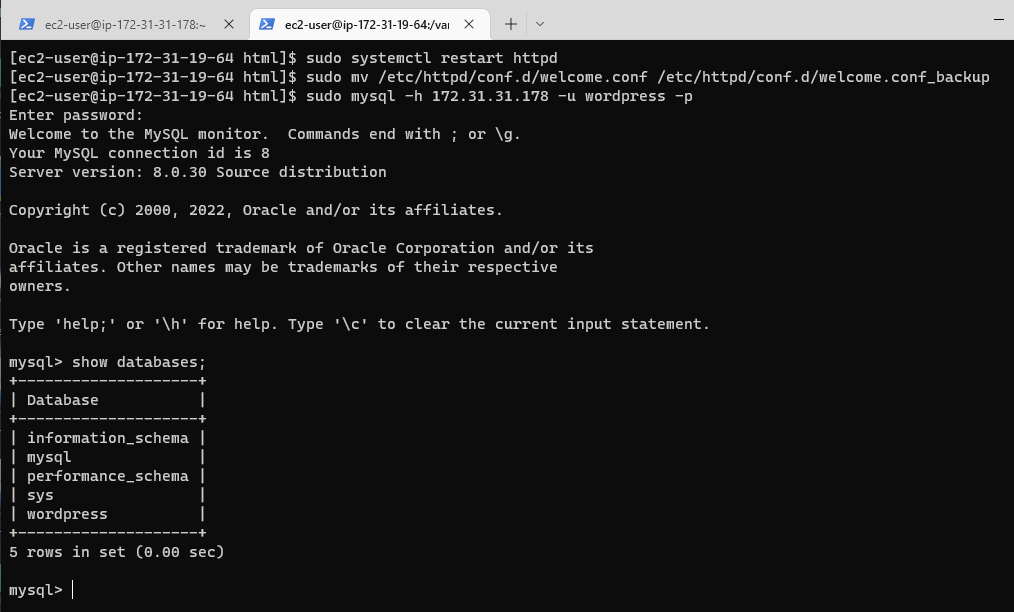 ec2-user@ip-172-31-31-178:~
ec2-user@ip-172-31-19-64:/var
[ec2-user@ip-172-31-19-64 html]$ sudo systemctl restart httpd
[ec2-user@ip-172-31-19-64 html]$ sudo mv /etc/httpd/conf.d/welcome.conf /etc/httpd/conf.d/welcome.conf_backup
[ec2-user@ip-172-31-19-64 html]$ sudo mysql -h 172.31.31.178 -u wordpress -p
Enter password:
Welcome to the MySQL monitor.  Commands end with ; or \g.
Your MySQL connection id is 8
Server version: 8.0.30 Source distribution

Copyright (c) 2000, 2022, Oracle and/or its affiliates.

Oracle is a registered trademark of Oracle Corporation and/or its
affiliates. Other names may be trademarks of their respective
owners.

Type 'help;' or '\h' for help. Type '\c' to clear the current input statement.

mysql> show databases;
+--------------------+
| Database           |
+--------------------+
| information_schema |
| mysql              |
| performance_schema |
| sys                |
| wordpress          |
+--------------------+
5 rows in set (0.00 sec)

mysql>